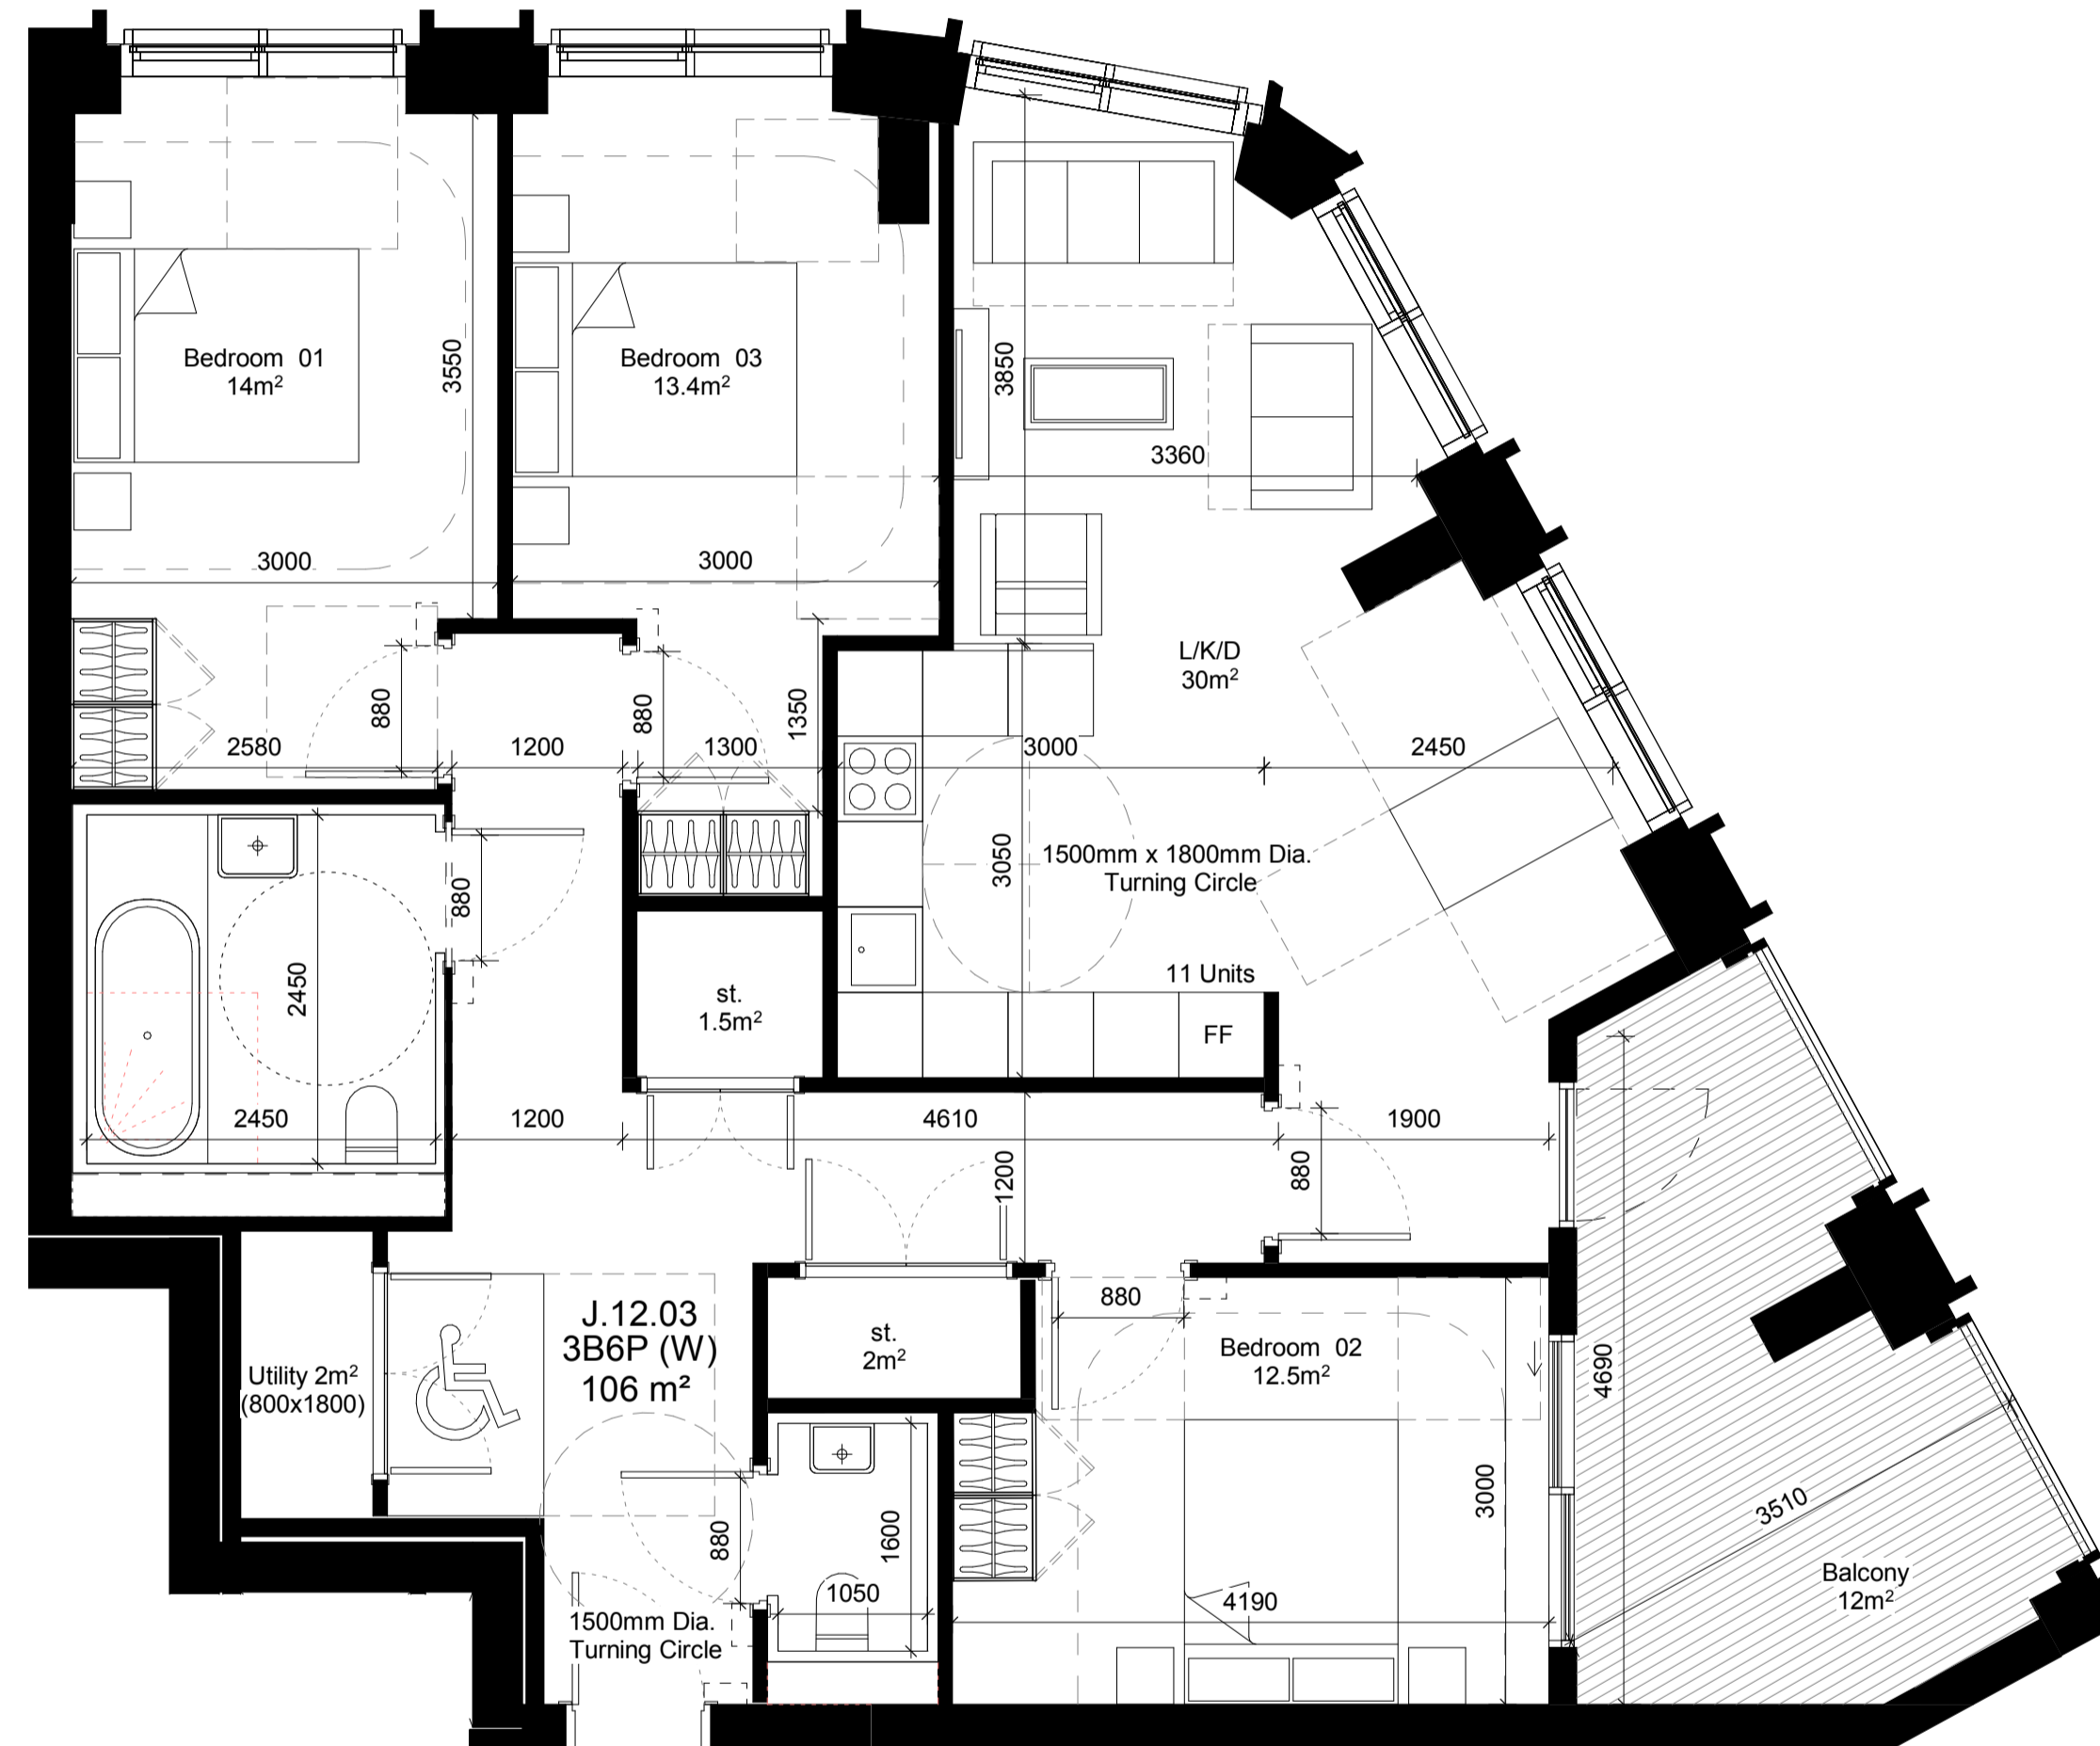 Bedroom 01
14m²
3550
3000
Bedroom 03
13.4m²
3000
3850
3360
L/K/D
30m²
880
2580
1200
880
1300
1350
3000
2450
3050
1500mm x 1800mm Dia.
Turning Circle
11 Units
FF
880
2450
2450
st.
1.5m²
1200
4610
1200
880
1900
Utility 2m²
(800x1800)
J.12.03
3B6P (W)
106 m²
st.
2m²
880
Bedroom 02
12.5m²
3000
4190
4690
3510
Balcony
12m²
880
1600
1050
1500mm Dia.
Turning Circle